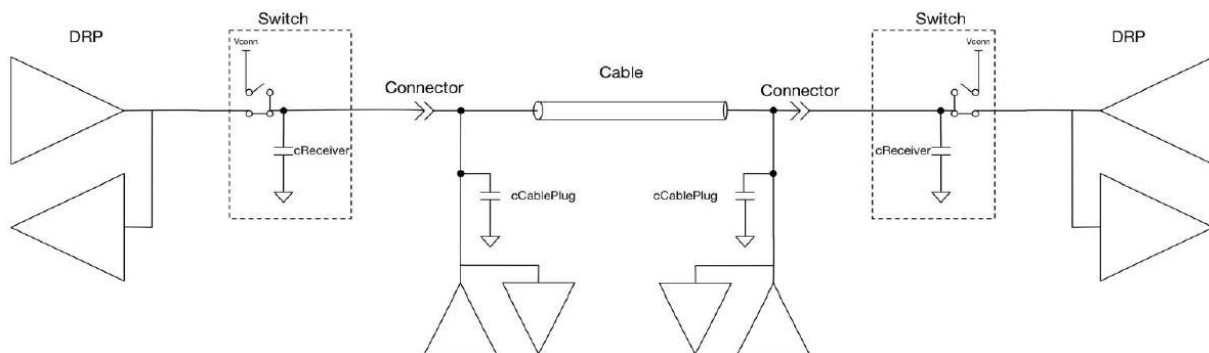 Switch
Switch
DRP
DRP
Vconn
Vconn
Cable
Connector
Connector
cReceiver
cReceiver
cCablePlug
cCablePlug